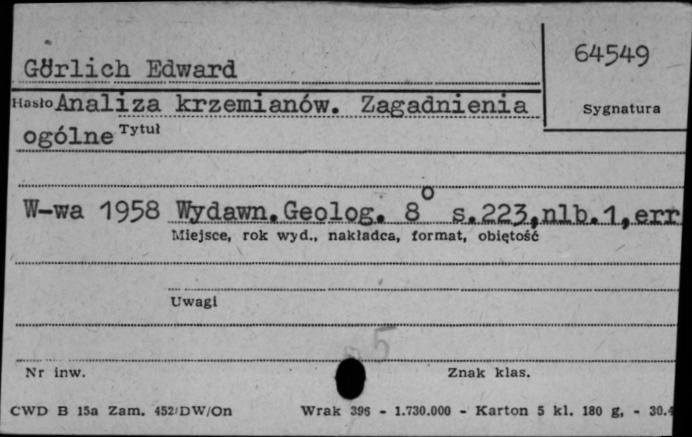 64549
Görlich Edward
Hasło Analiza krzemianów. Zagadnienia
Sygnatura
ogólne Tytuł
W-wa 1958 Wydawn.Geolog. 8° s.223,nlb.1,err
Miejsce, rok wyd., nakładca, format, objętość
Uwagi
5
Nr inw.
Znak klas.
CWD B 15a Zam. 452/DW/On Wrak 396 - 1.730.000 - Karton 5 kl. 180 g, - 30.4